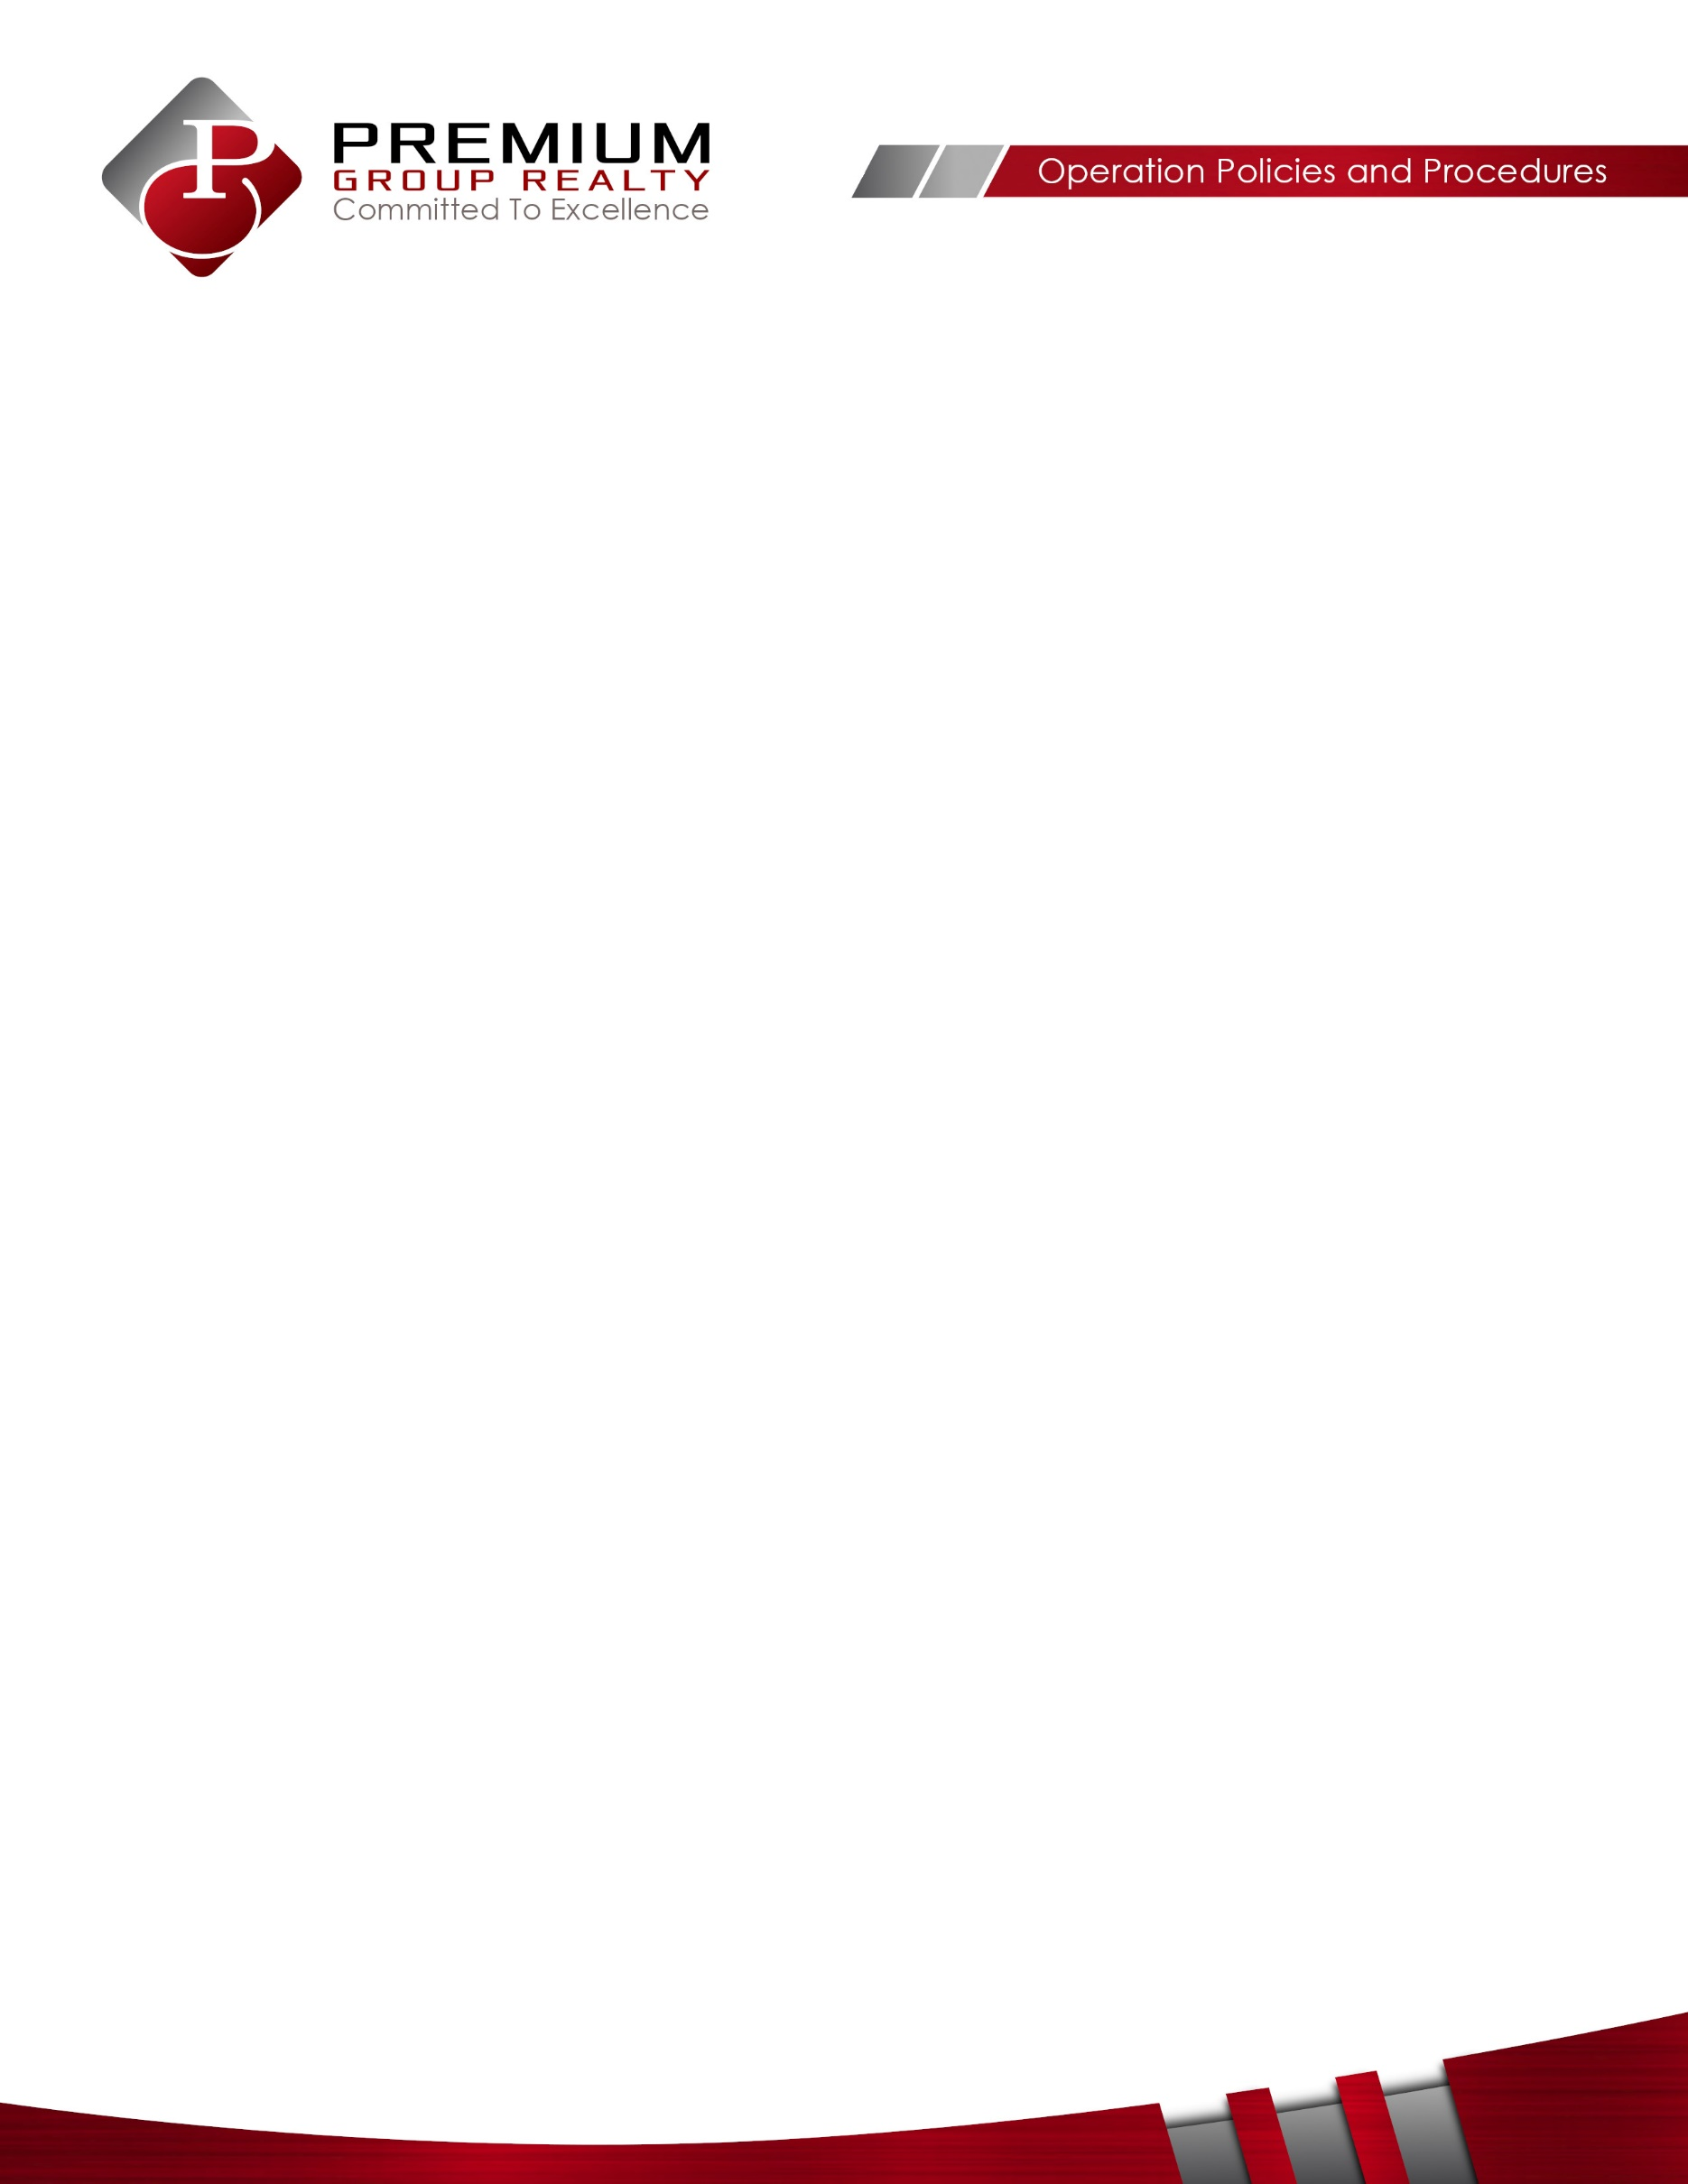 PREMIUM
GROUP REALTY
Committed To Excellence
Operation Policies and Procedures